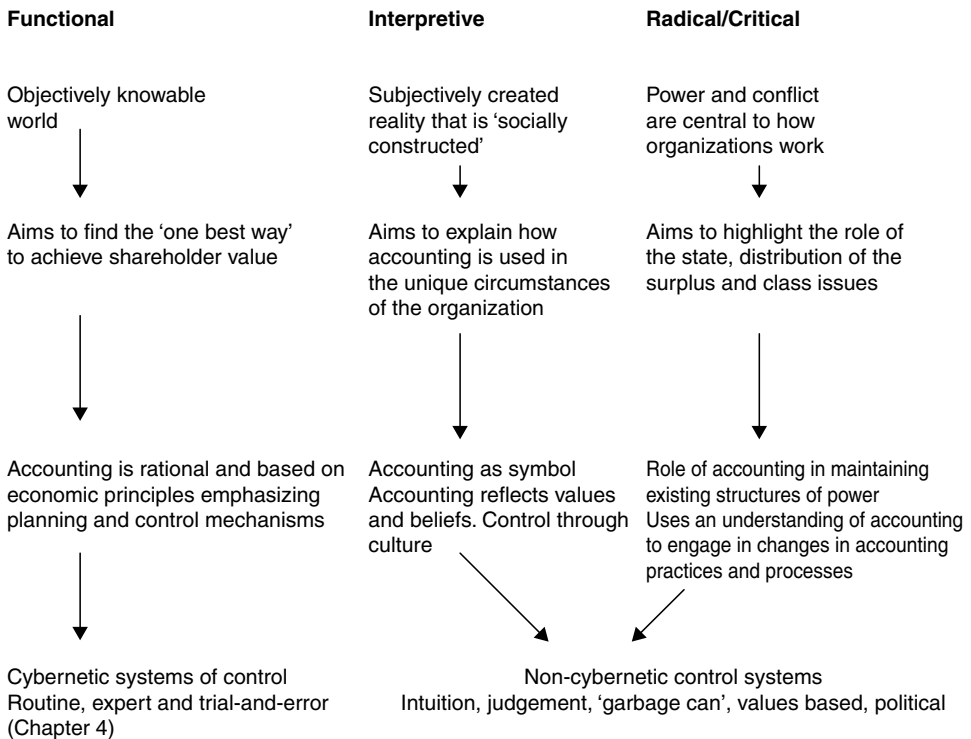 Functional
Interpretive
Radical/Critical
Objectively knowable
world
Subjectively created
reality that is ‘socially
constructed’
Power and conflict
are central to how
organizations work
Aims to find the ‘one best way’
to achieve shareholder value
Aims to explain how
accounting is used in
the unique circumstances
of the organization
Aims to highlight the role of
the state, distribution of the
surplus and class issues
Accounting is rational and based on
economic principles emphasizing
planning and control mechanisms
Accounting as symbol
Accounting reflects values
and beliefs. Control through
culture
Role of accounting in maintaining
existing structures of power
Uses an understanding of accounting
to engage in changes in accounting
practices and processes
Cybernetic systems of control
Routine, expert and trial-and-error
(Chapter 4)
Non-cybernetic control systems
Intuition, judgement, ‘garbage can’, values based, political